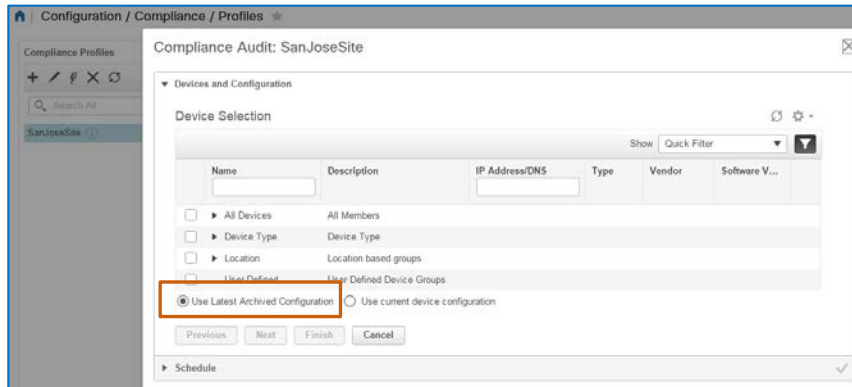 Configuration / Compliance / Profiles
Compliance Profiles
Search All
SanJoseSite
Compliance Audit: SanJoseSite
Devices and Configuration
Device Selection
Show Quick Filter
Name Description IP Address/DNS Type Vendor Software V...
All Devices All Members
Device Type Device Type
Location Location based groups
User Defined User Defined Device Groups
Use Latest Archived Configuration Use current device configuration
Previous Next Finish Cancel
Schedule